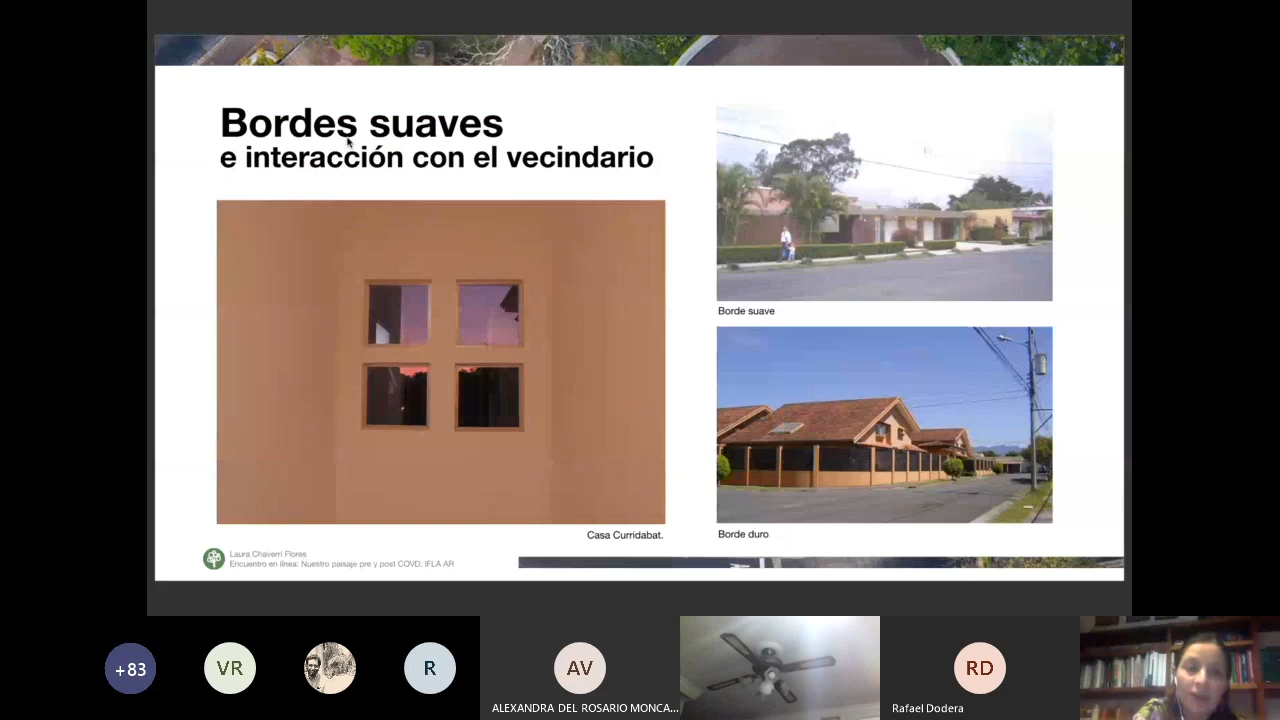 Bordes suaves
e interacción con el vecindario
Borde suave
Casa Curridabat.
Borde duro
Laura Chaverri Flores
Encuentro en línea: Nuestro paisaje pre y post COVD. IFLA AR
+83
VR
R
AV
RD
ALEXANDRA DEL ROSARIO MONCA...
Rafael Dodera